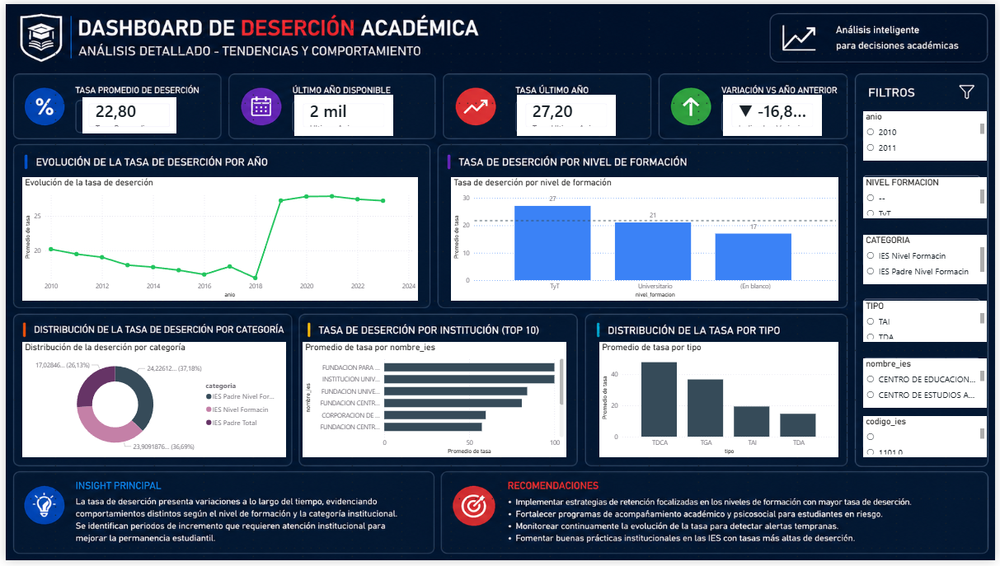 DASHBOARD DE DESERCIÓN ACADÉMICA
ANÁLISIS DETALLADO - TENDENCIAS Y COMPORTAMIENTO
Análisis inteligente
para decisiones académicas
TASA PROMEDIO DE DESERCIÓN
22,80
ÚLTIMO AÑO DISPONIBLE
2 mil
TASA ÚLTIMO AÑO
27,20
VARIACIÓN VS AÑO ANTERIOR
▼ -16,8...
FILTROS
anio
2010
2011
NIVEL FORMACION
--
TyT
CATEGORIA
IES Nivel Formacin
IES Padre Nivel Formacin
TIPO
TAI
TDA
nombre_ies
CENTRO DE EDUCACION...
CENTRO DE ESTUDIOS A...
codigo_ies
1101.0
EVOLUCIÓN DE LA TASA DE DESERCIÓN POR AÑO
Evolución de la tasa de deserción
Promedio de tasa
25
20
2010 2012 2014 2016 2018 2020 2022 2024
anio
TASA DE DESERCIÓN POR NIVEL DE FORMACIÓN
Tasa de deserción por nivel de formación
Promedio de tasa
30
20
10
0
27
21
17
TyT Universitario (En blanco)
nivel_formacion
DISTRIBUCIÓN DE LA TASA DE DESERCIÓN POR CATEGORÍA
Distribución de la deserción por categoría
17,02846... (26,13%)
24,22612... (37,18%)
23,9091876... (36,69%)
categoria
IES Padre Nivel For...
IES Nivel Formacin
IES Padre Total
TASA DE DESERCIÓN POR INSTITUCIÓN (TOP 10)
Promedio de tasa por nombre_ies
nombre_ies
FUNDACION PARA ...
INSTITUCION UNIV...
FUNDACION UNIVE...
FUNDACION CENTR...
CORPORACION DE ...
FUNDACION CENTR...
0 50 100
Promedio de tasa
DISTRIBUCIÓN DE LA TASA POR TIPO
Promedio de tasa por tipo
Promedio de tasa
40
20
0
TDCA TGA TAI TDA
tipo
INSIGHT PRINCIPAL
La tasa de deserción presenta variaciones a lo largo del tiempo, evidenciando
comportamientos distintos según el nivel de formación y la categoría institucional.
Se identifican periodos de incremento que requieren atención institucional para
mejorar la permanencia estudiantil.
RECOMENDACIONES
• Implementar estrategias de retención focalizadas en los niveles de formación con mayor tasa de deserción.
• Fortalecer programas de acompañamiento académico y psicosocial para estudiantes en riesgo.
• Monitorear continuamente la evolución de la tasa para detectar alertas tempranas.
• Fomentar buenas prácticas institucionales en las IES con tasas más altas de deserción.